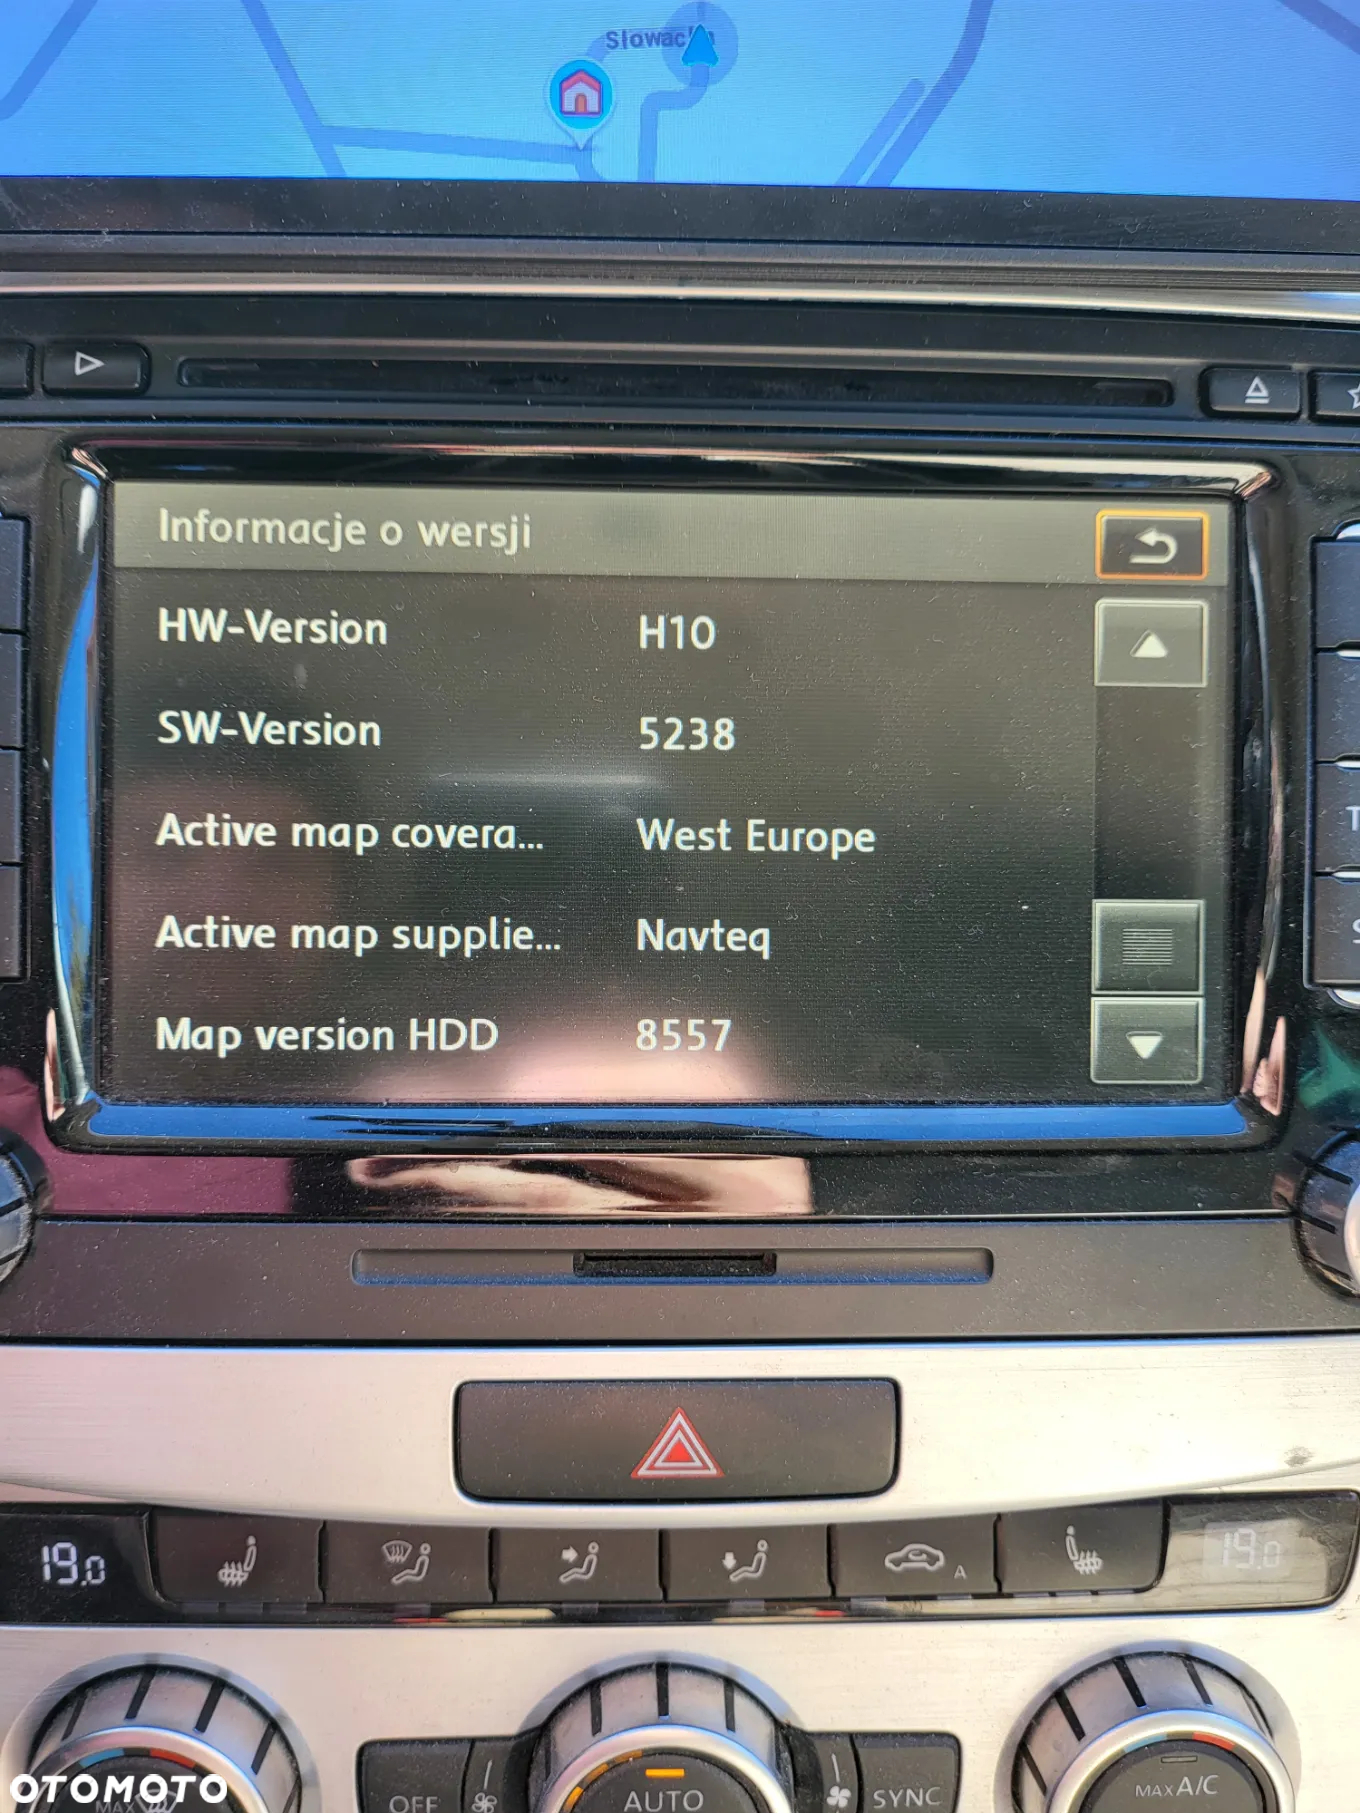 Informacje o wersji
HW-Version H10
SW-Version 5238
Active map covera... West Europe
Active map supplie... Navteq
Map version HDD 8557
T
S
19.0 A 19.0
OFF AUTO SYNC MAX A/C
MAX
OTOMOTO